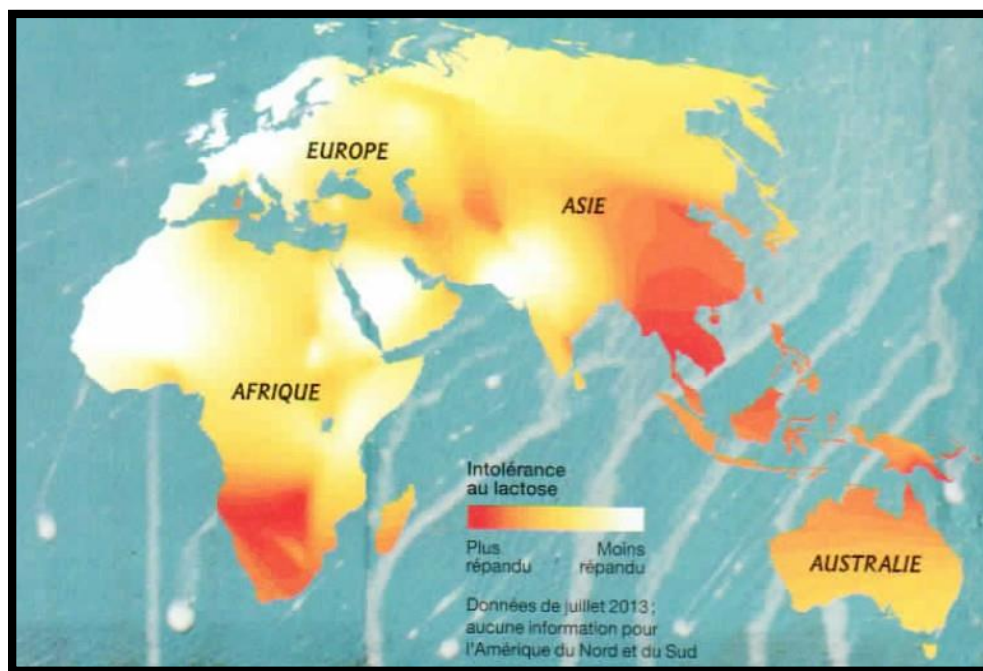 EUROPE
ASIE
AFRIQUE
Intolérance
au lactose
Plus
répandu
Moins
répandu
AUSTRALIE
Données de juillet 2013 ;
aucune information pour
l'Amérique du Nord et du Sud